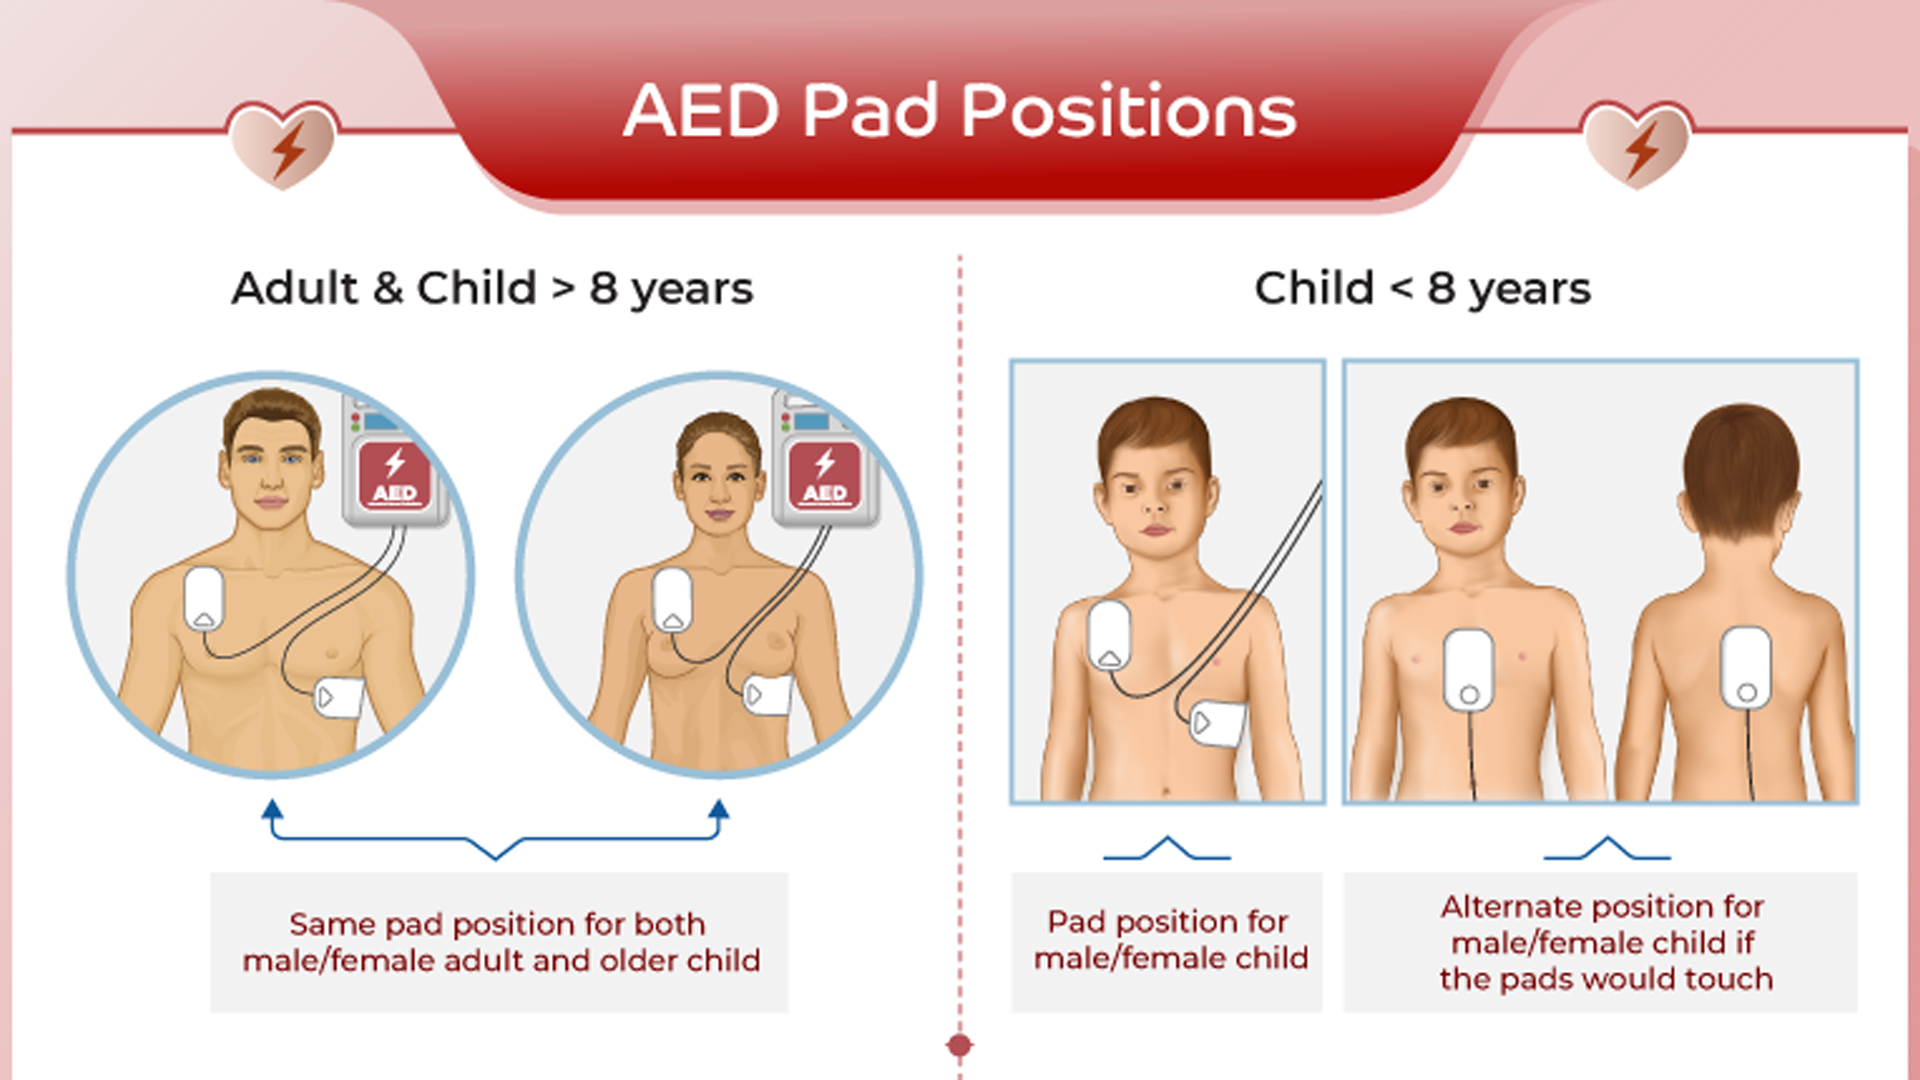 AED Pad Positions
Adult & Child > 8 years
Child < 8 years
AED
AED
Same pad position for both
male/female adult and older child
Pad position for
male/female child
Alternate position for
male/female child if
the pads would touch